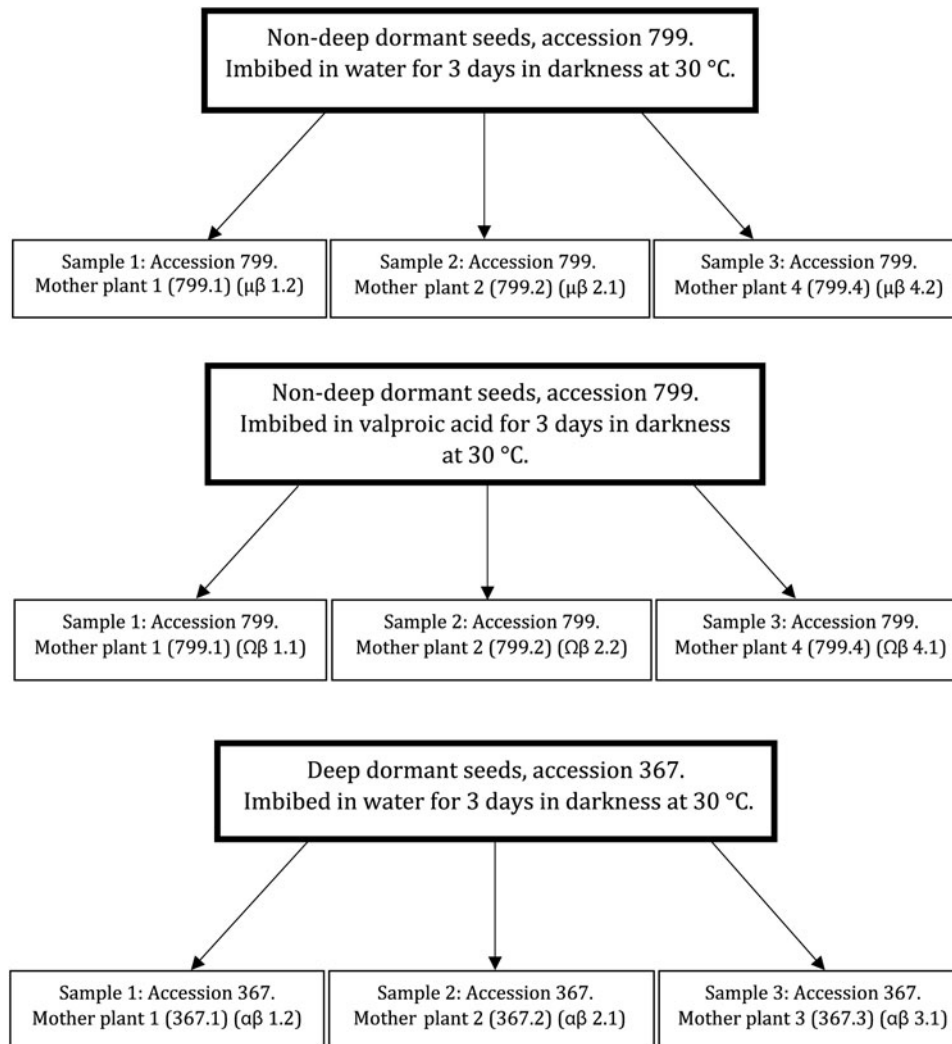 Non-deep dormant seeds, accession 799.
Imbibed in water for 3 days in darkness at 30 °C.
Sample 1: Accession 799.
Mother plant 1 (799.1) (μβ 1.2)
Sample 2: Accession 799.
Mother plant 2 (799.2) (μβ 2.1)
Sample 3: Accession 799.
Mother plant 4 (799.4) (μβ 4.2)
Non-deep dormant seeds, accession 799.
Imbibed in valproic acid for 3 days in darkness
at 30 °C.
Sample 1: Accession 799.
Mother plant 1 (799.1) (Ωβ 1.1)
Sample 2: Accession 799.
Mother plant 2 (799.2) (Ωβ 2.2)
Sample 3: Accession 799.
Mother plant 4 (799.4) (Ωβ 4.1)
Deep dormant seeds, accession 367.
Imbibed in water for 3 days in darkness at 30 °C.
Sample 1: Accession 367.
Mother plant 1 (367.1) (αβ 1.2)
Sample 2: Accession 367.
Mother plant 2 (367.2) (αβ 2.1)
Sample 3: Accession 367.
Mother plant 3 (367.3) (αβ 3.1)